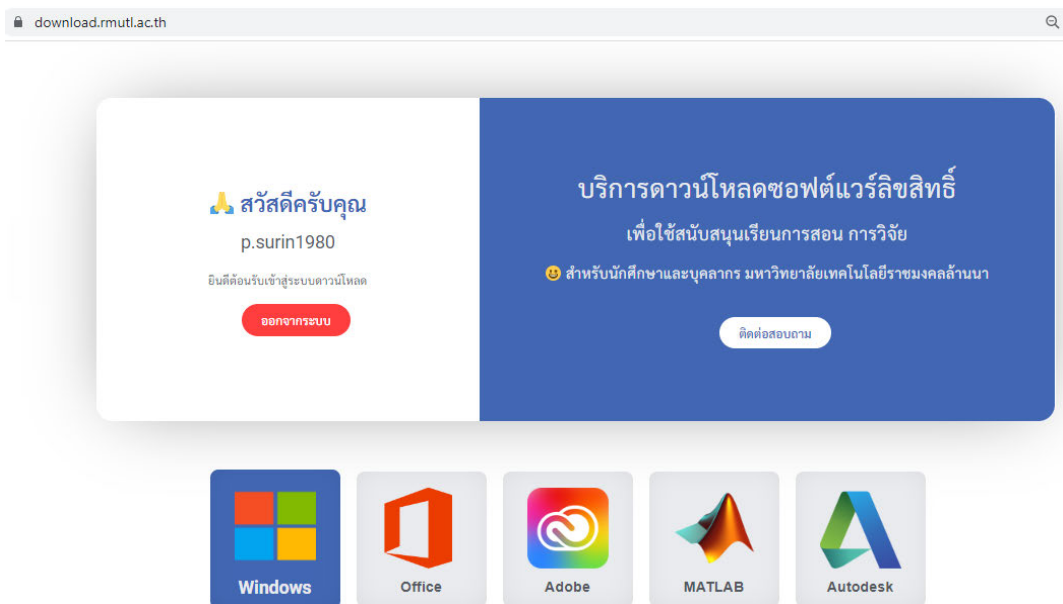 download.rmutl.ac.th
🙏 สวัสดีครับคุณ
p.surin1980
ยินดีต้อนรับเข้าสู่ระบบดาวน์โหลด
ออกจากระบบ
บริการดาวน์โหลดซอฟต์แวร์ลิขสิทธิ์
เพื่อใช้สนับสนุนเรียนการสอน การวิจัย
😃 สำหรับนักศึกษาและบุคลากร มหาวิทยาลัยเทคโนโลยีราชมงคลล้านนา
ติดต่อสอบถาม
Windows
Office
Adobe
MATLAB
Autodesk